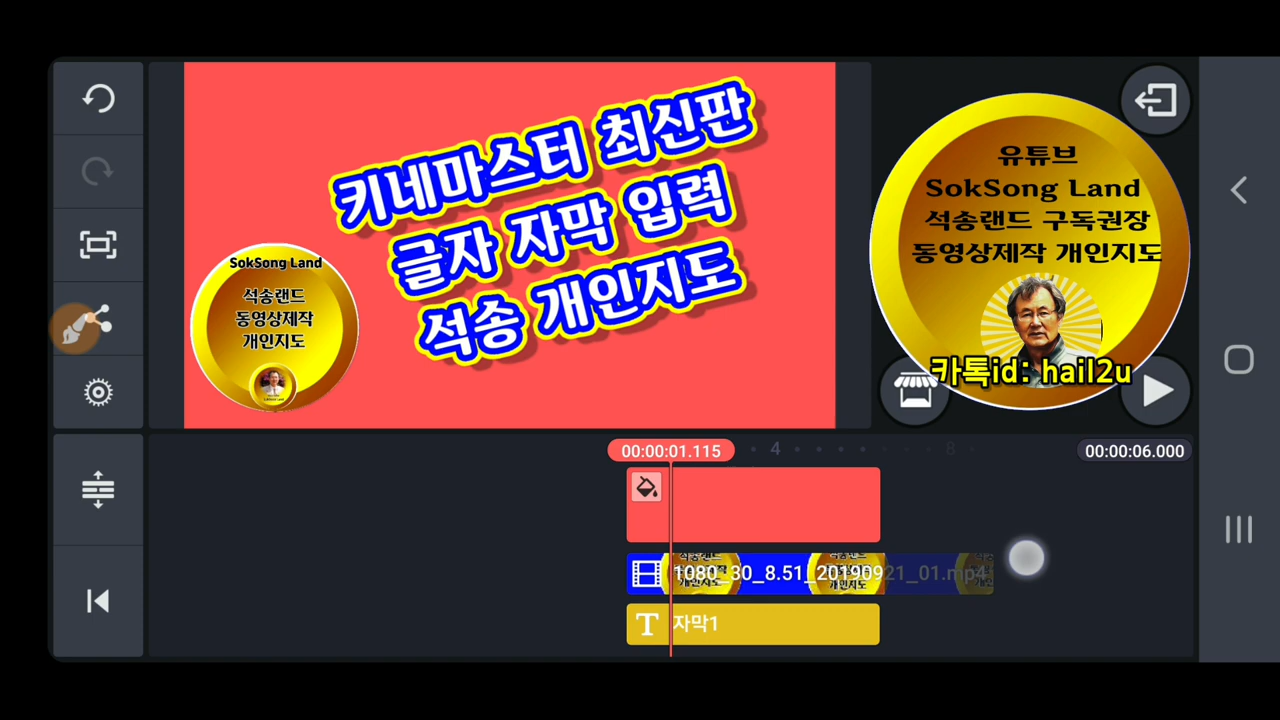 키네마스터 최신판
글자 자막 입력
석송 개인지도
SokSong Land
석송랜드
동영상제작
개인지도
유튜브
SokSong Land
석송랜드 구독권장
동영상제작 개인지도
카톡id: hail2u
00:00:01.115
4
8
00:00:06.000
1080_30_8.51_20190921_01.mp4
T 자막1